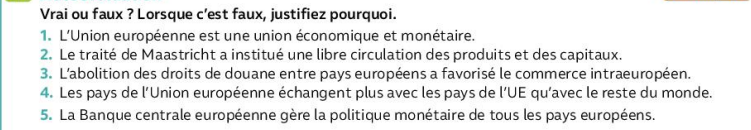 Vrai ou faux ? Lorsque c’est faux, justifiez pourquoi.
1. L’Union européenne est une union économique et monétaire.
2. Le traité de Maastricht a institué une libre circulation des produits et des capitaux.
3. L’abolition des droits de douane entre pays européens a favorisé le commerce intraeuropéen.
4. Les pays de l’Union européenne échangent plus avec les pays de l’UE qu’avec le reste du monde.
5. La Banque centrale européenne gère la politique monétaire de tous les pays européens.